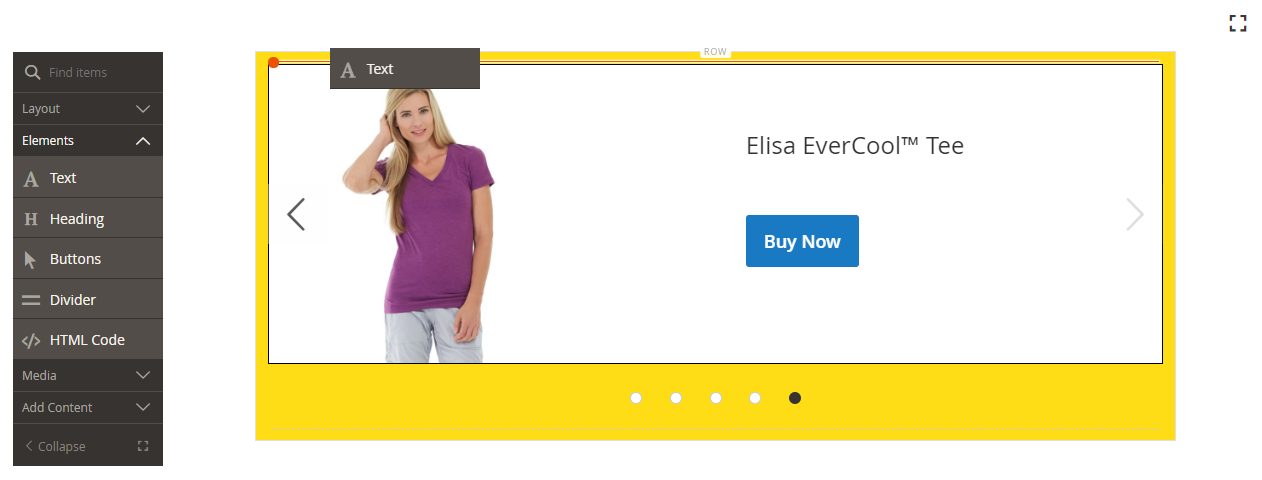 Find items
Layout
Elements
Text
Heading
Buttons
Divider
HTML Code
Media
Add Content
Collapse
ROW
Text
Elisa EverCool™ Tee
Buy Now